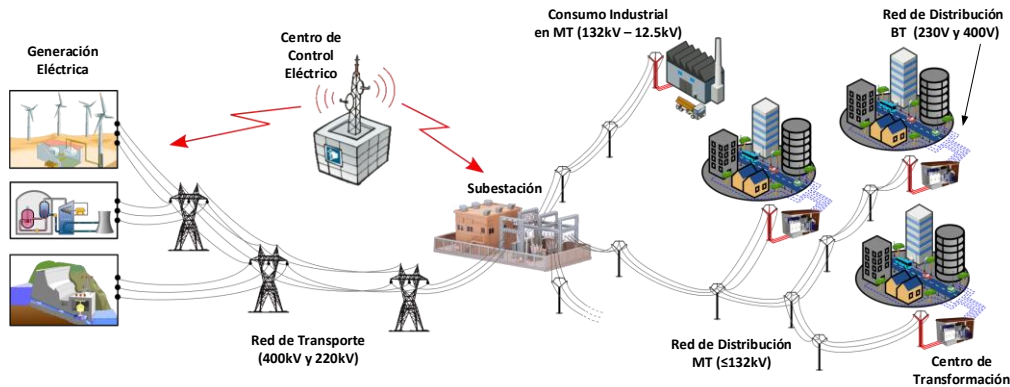 Generación
Eléctrica
Centro de
Control
Eléctrico
Consumo Industrial
en MT (132kV – 12.5kV)
Red de Distribución
BT (230V y 400V)
Subestación
Red de Transporte
(400kV y 220kV)
Red de Distribución
MT (≤132kV)
Centro de
Transformación